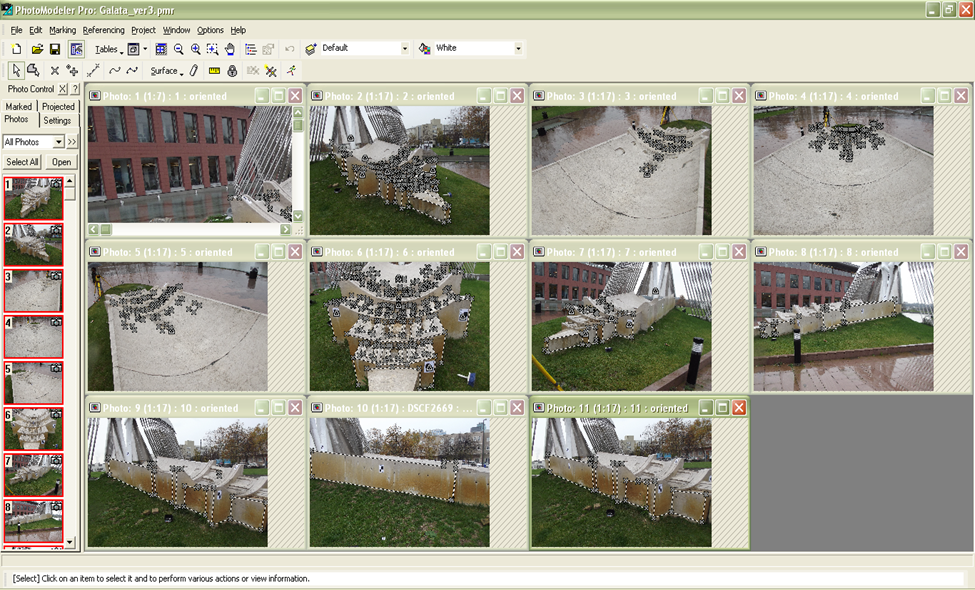 PhotoModeler Pro: Galata_ver3.pmr
File Edit Marking Referencing Project Window Options Help
Tables Default White
Surface
Photo Control X ?
Marked Projected
Photos Settings
All Photos >>
Select All Open
1
2
3
4
5
6
7
8
Photo: 1 (1:7) : 1 : oriented
Photo: 2 (1:17) : 2 : oriented
Photo: 3 (1:17) : 3 : oriented
Photo: 4 (1:17) : 4 : oriented
Photo: 5 (1:17) : 5 : oriented
Photo: 6 (1:17) : 6 : oriented
Photo: 7 (1:17) : 7 : oriented
Photo: 8 (1:17) : 8 : oriented
Photo: 9 (1:17) : 10 : oriented
Photo: 10 (1:17) : DSCF2669 : ...
Photo: 11 (1:17) : 11 : oriented
[Select] Click on an item to select it and to perform various actions or view information.